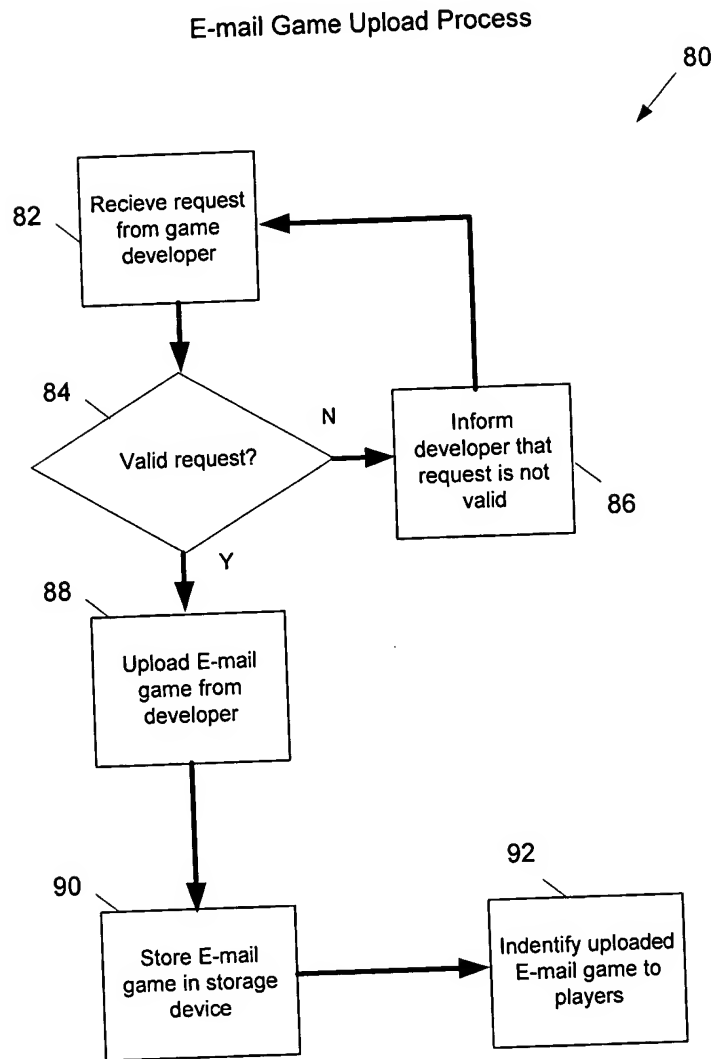 E-mail Game Upload Process
80
82
Recieve request
from game
developer
84
Valid request?
N
Inform
developer that
request is not
valid
86
Y
88
Upload E-mail
game from
developer
90
Store E-mail
game in storage
device
92
Indentify uploaded
E-mail game to
players